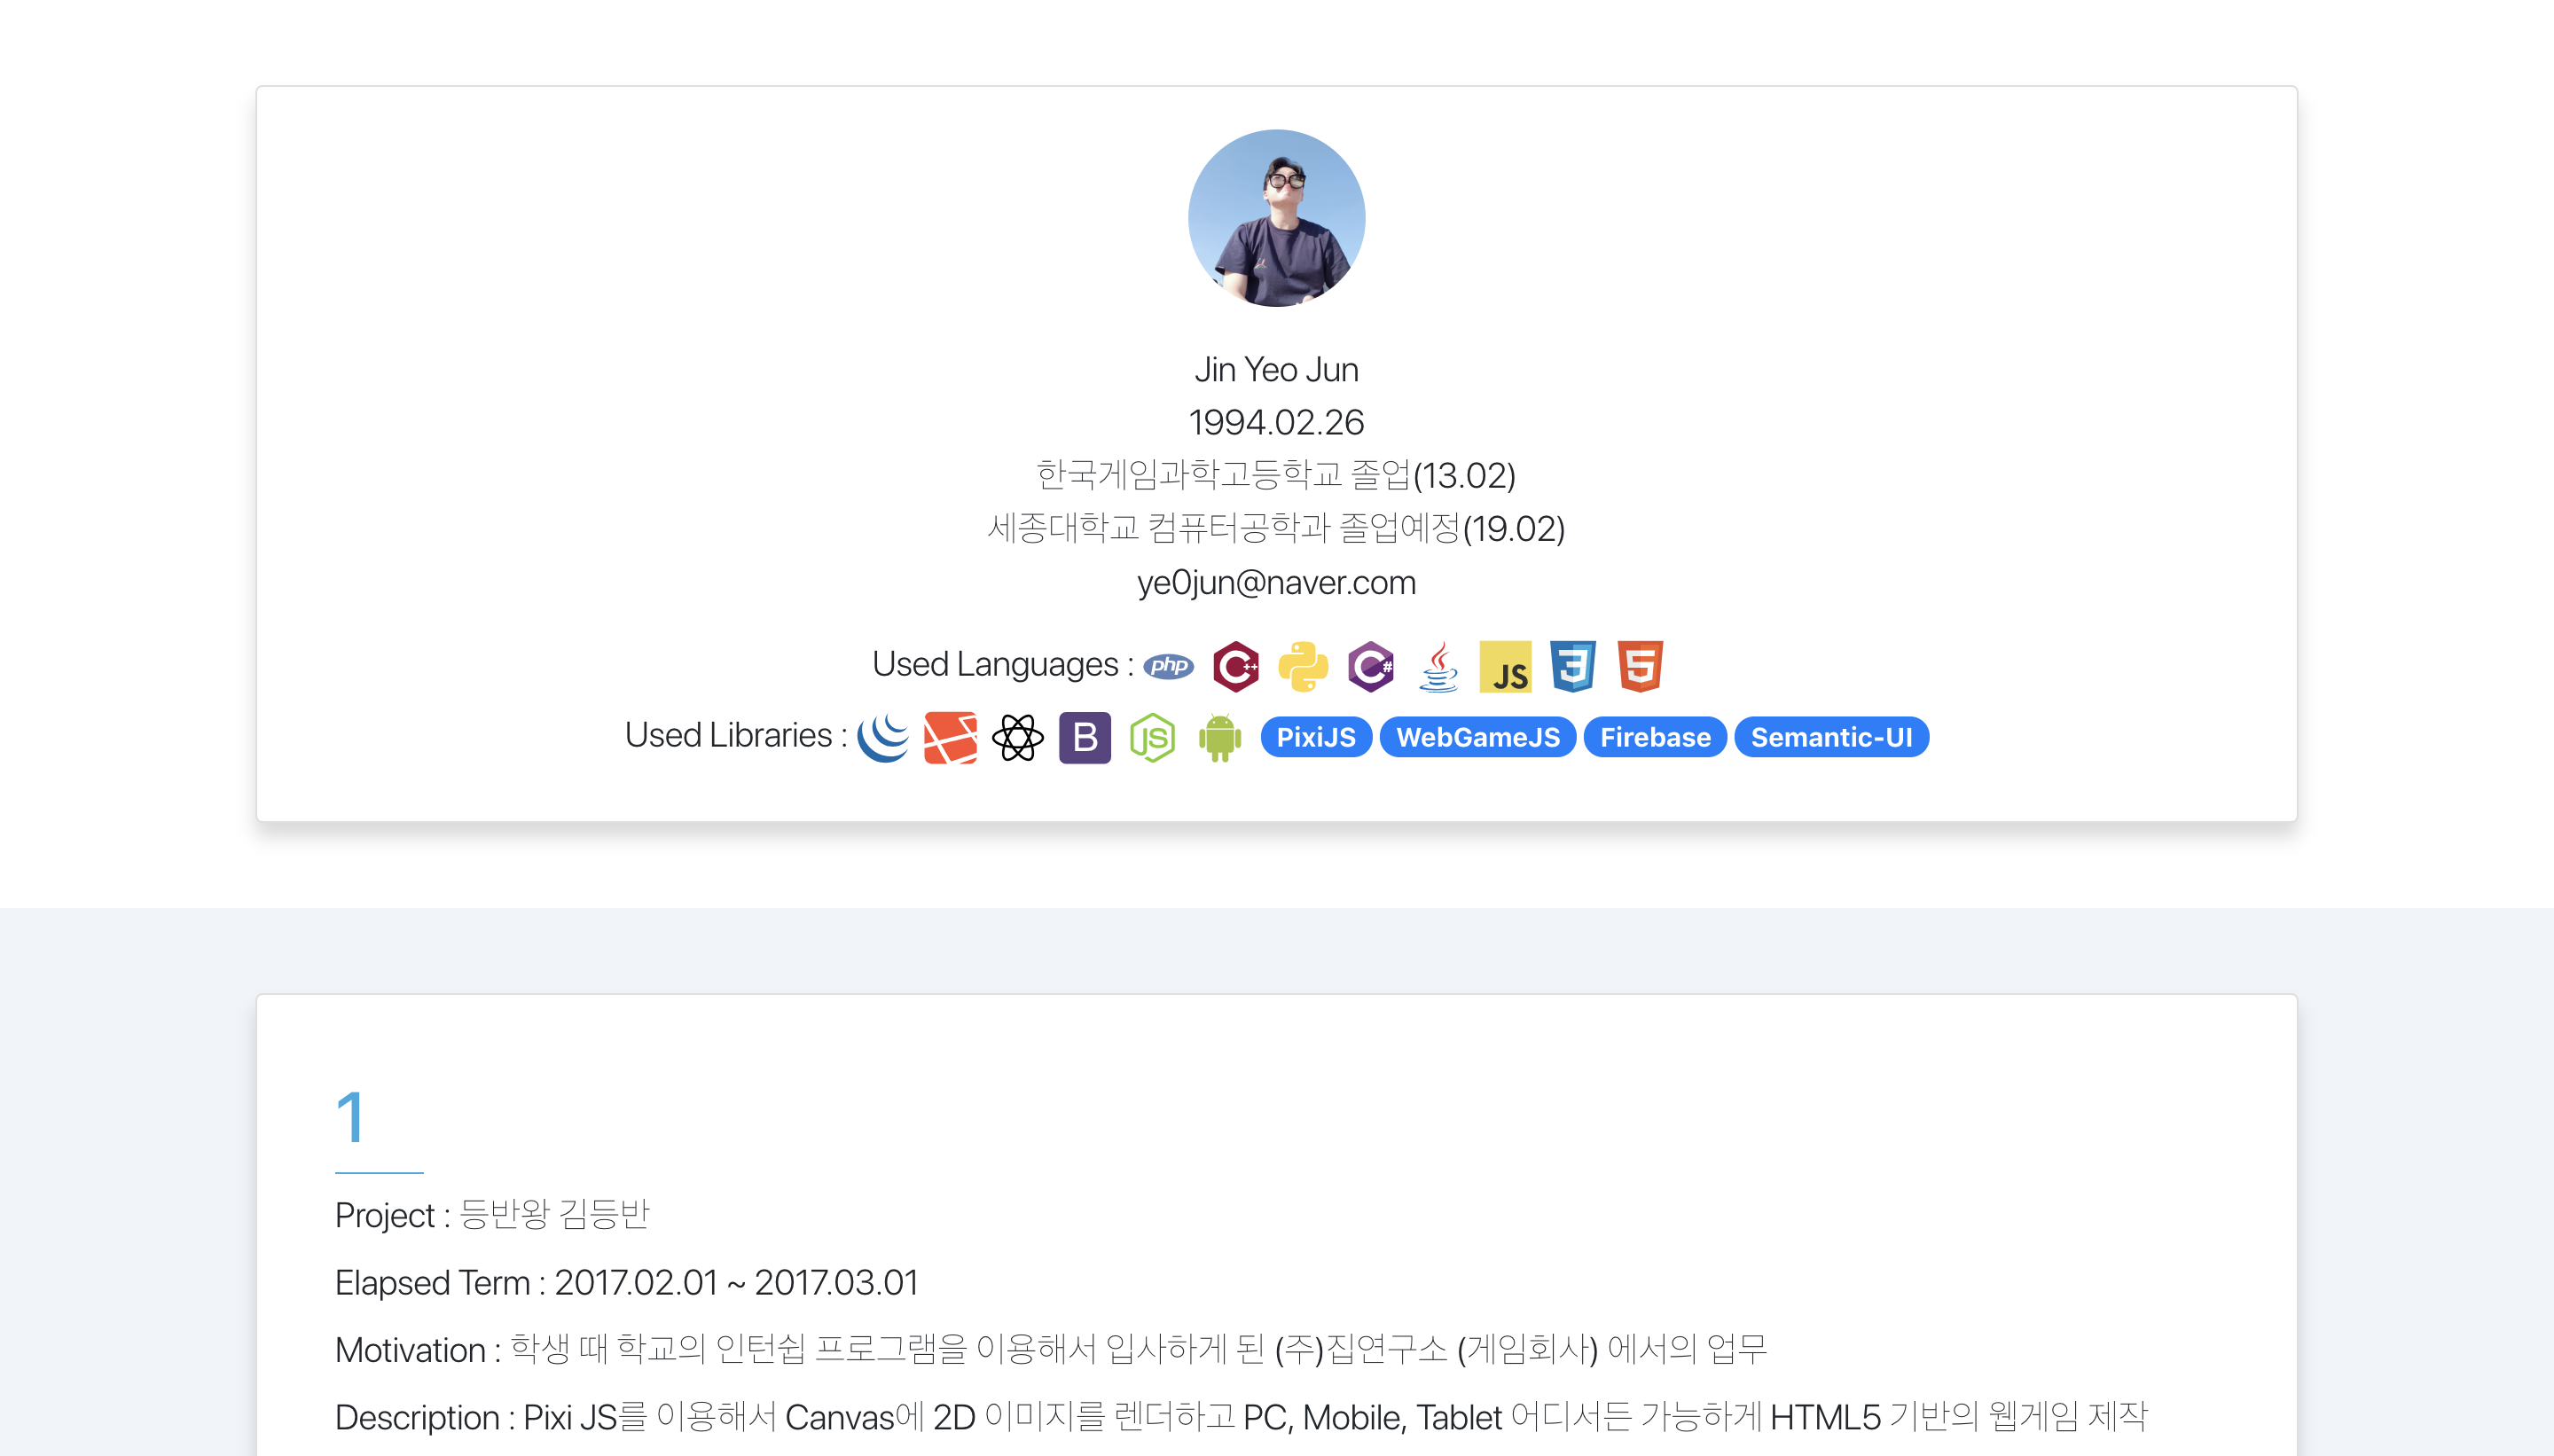 Jin Yeo Jun
1994.02.26
한국게임과학고등학교 졸업(13.02)
세종대학교 컴퓨터공학과 졸업예정(19.02)
ye0jun@naver.com
Used Languages : php C++ C# JS 3 5
Used Libraries : B JS PixiJS WebGameJS Firebase Semantic-UI
1
Project : 등반왕 김등반
Elapsed Term : 2017.02.01 ~ 2017.03.01
Motivation : 학생 때 학교의 인턴쉽 프로그램을 이용해서 입사하게 된 (주)집연구소 (게임회사) 에서의 업무
Description : Pixi JS를 이용해서 Canvas에 2D 이미지를 렌더하고 PC, Mobile, Tablet 어디서든 가능하게 HTML5 기반의 웹게임 제작